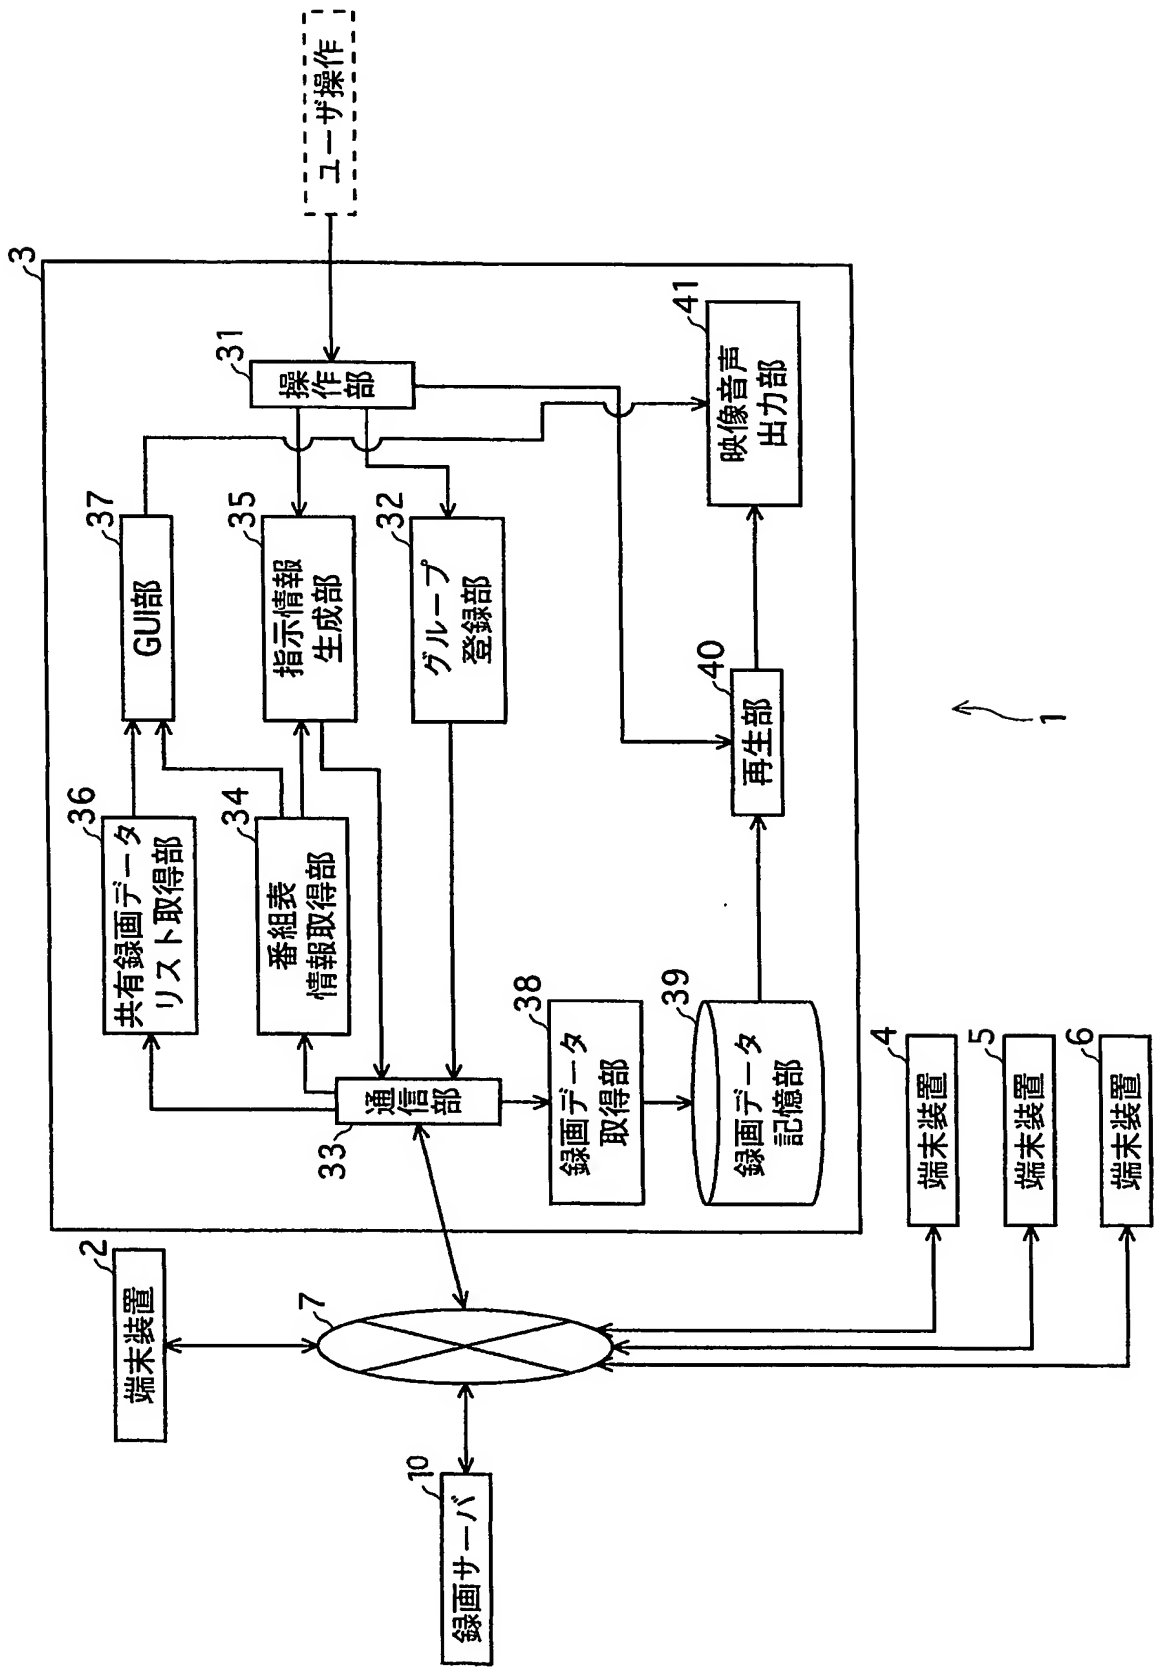 端末装置
2
3
36
共有録画データ
リスト取得部
37
GUI部
34
番組表
情報取得部
35
指示情報
生成部
31
操作部
ユーザ操作
録画サーバ
10
7
33
通信部
32
グループ
登録部
38
録画データ
取得部
39
録画データ
記憶部
40
再生部
41
映像音声
出力部
4
端末装置
5
端末装置
6
端末装置
1